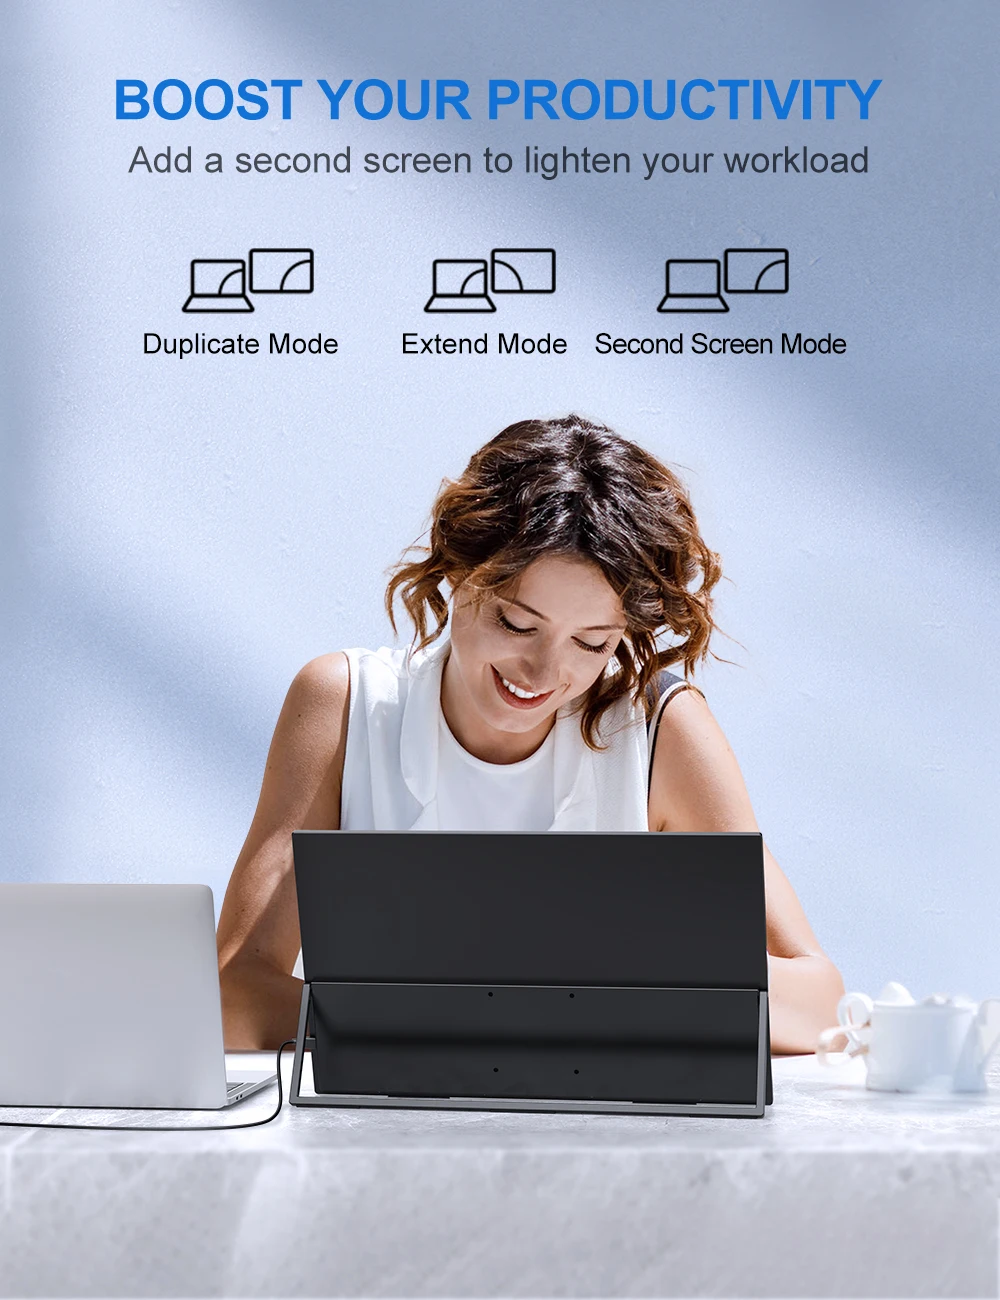 BOOST YOUR PRODUCTIVITY
Add a second screen to lighten your workload
Duplicate Mode
Extend Mode
Second Screen Mode